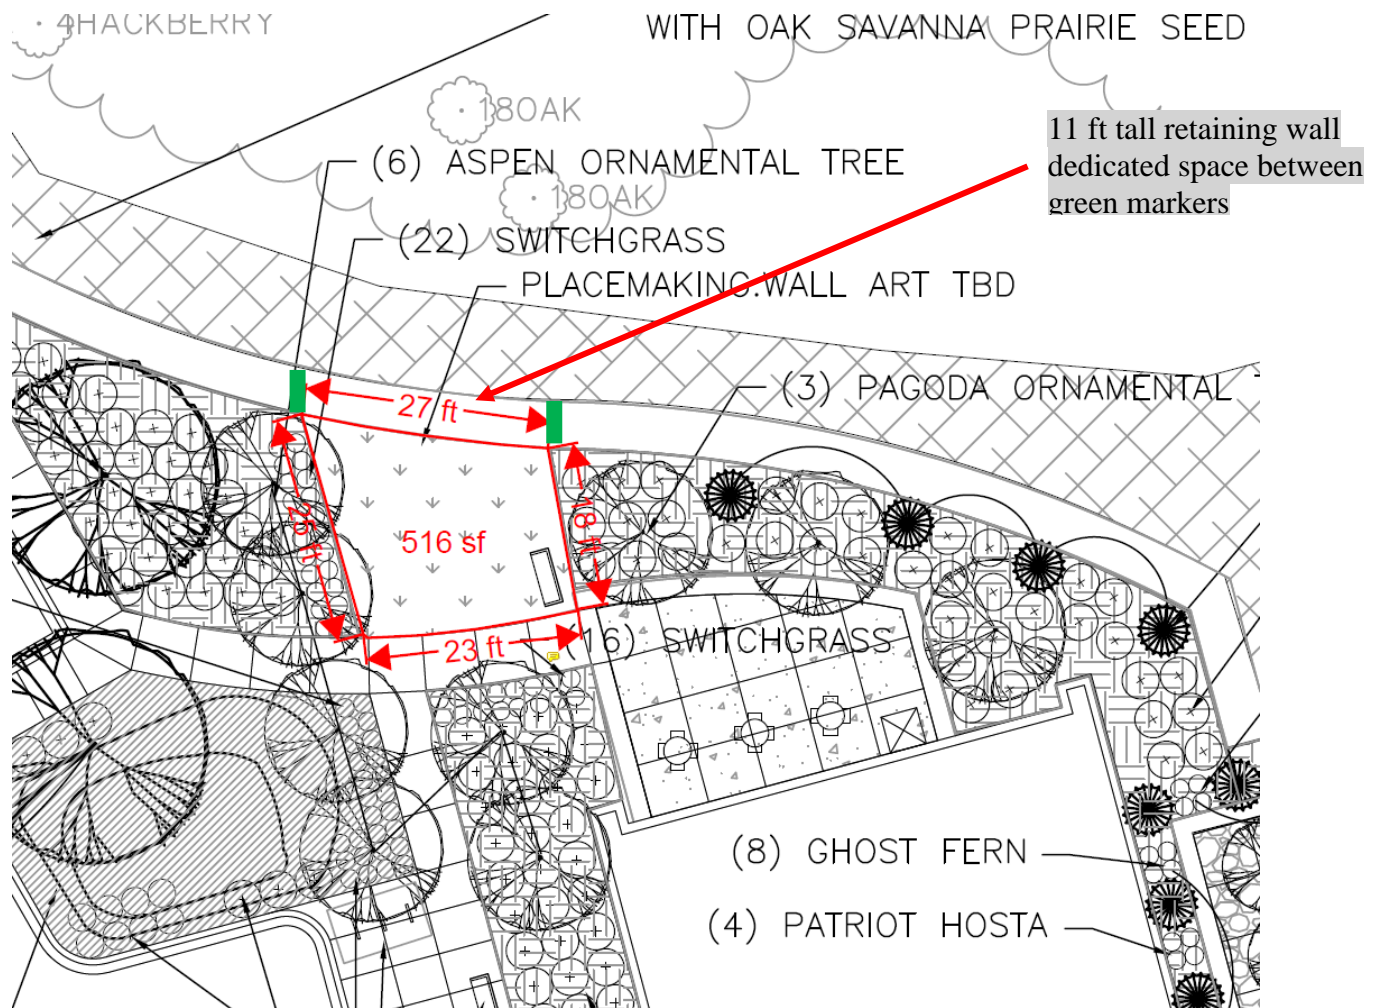 4HACKBERRY
WITH OAK SAVANNA PRAIRIE SEED
180AK
11 ft tall retaining wall
dedicated space between
green markers
(6) ASPEN ORNAMENTAL TREE
180AK
(22) SWITCHGRASS
PLACEMAKING.WALL ART TBD
(3) PAGODA ORNAMENTAL
27 ft
25 ft
18 ft
516 sf
23 ft
(16) SWITCHGRASS
(8) GHOST FERN
(4) PATRIOT HOSTA